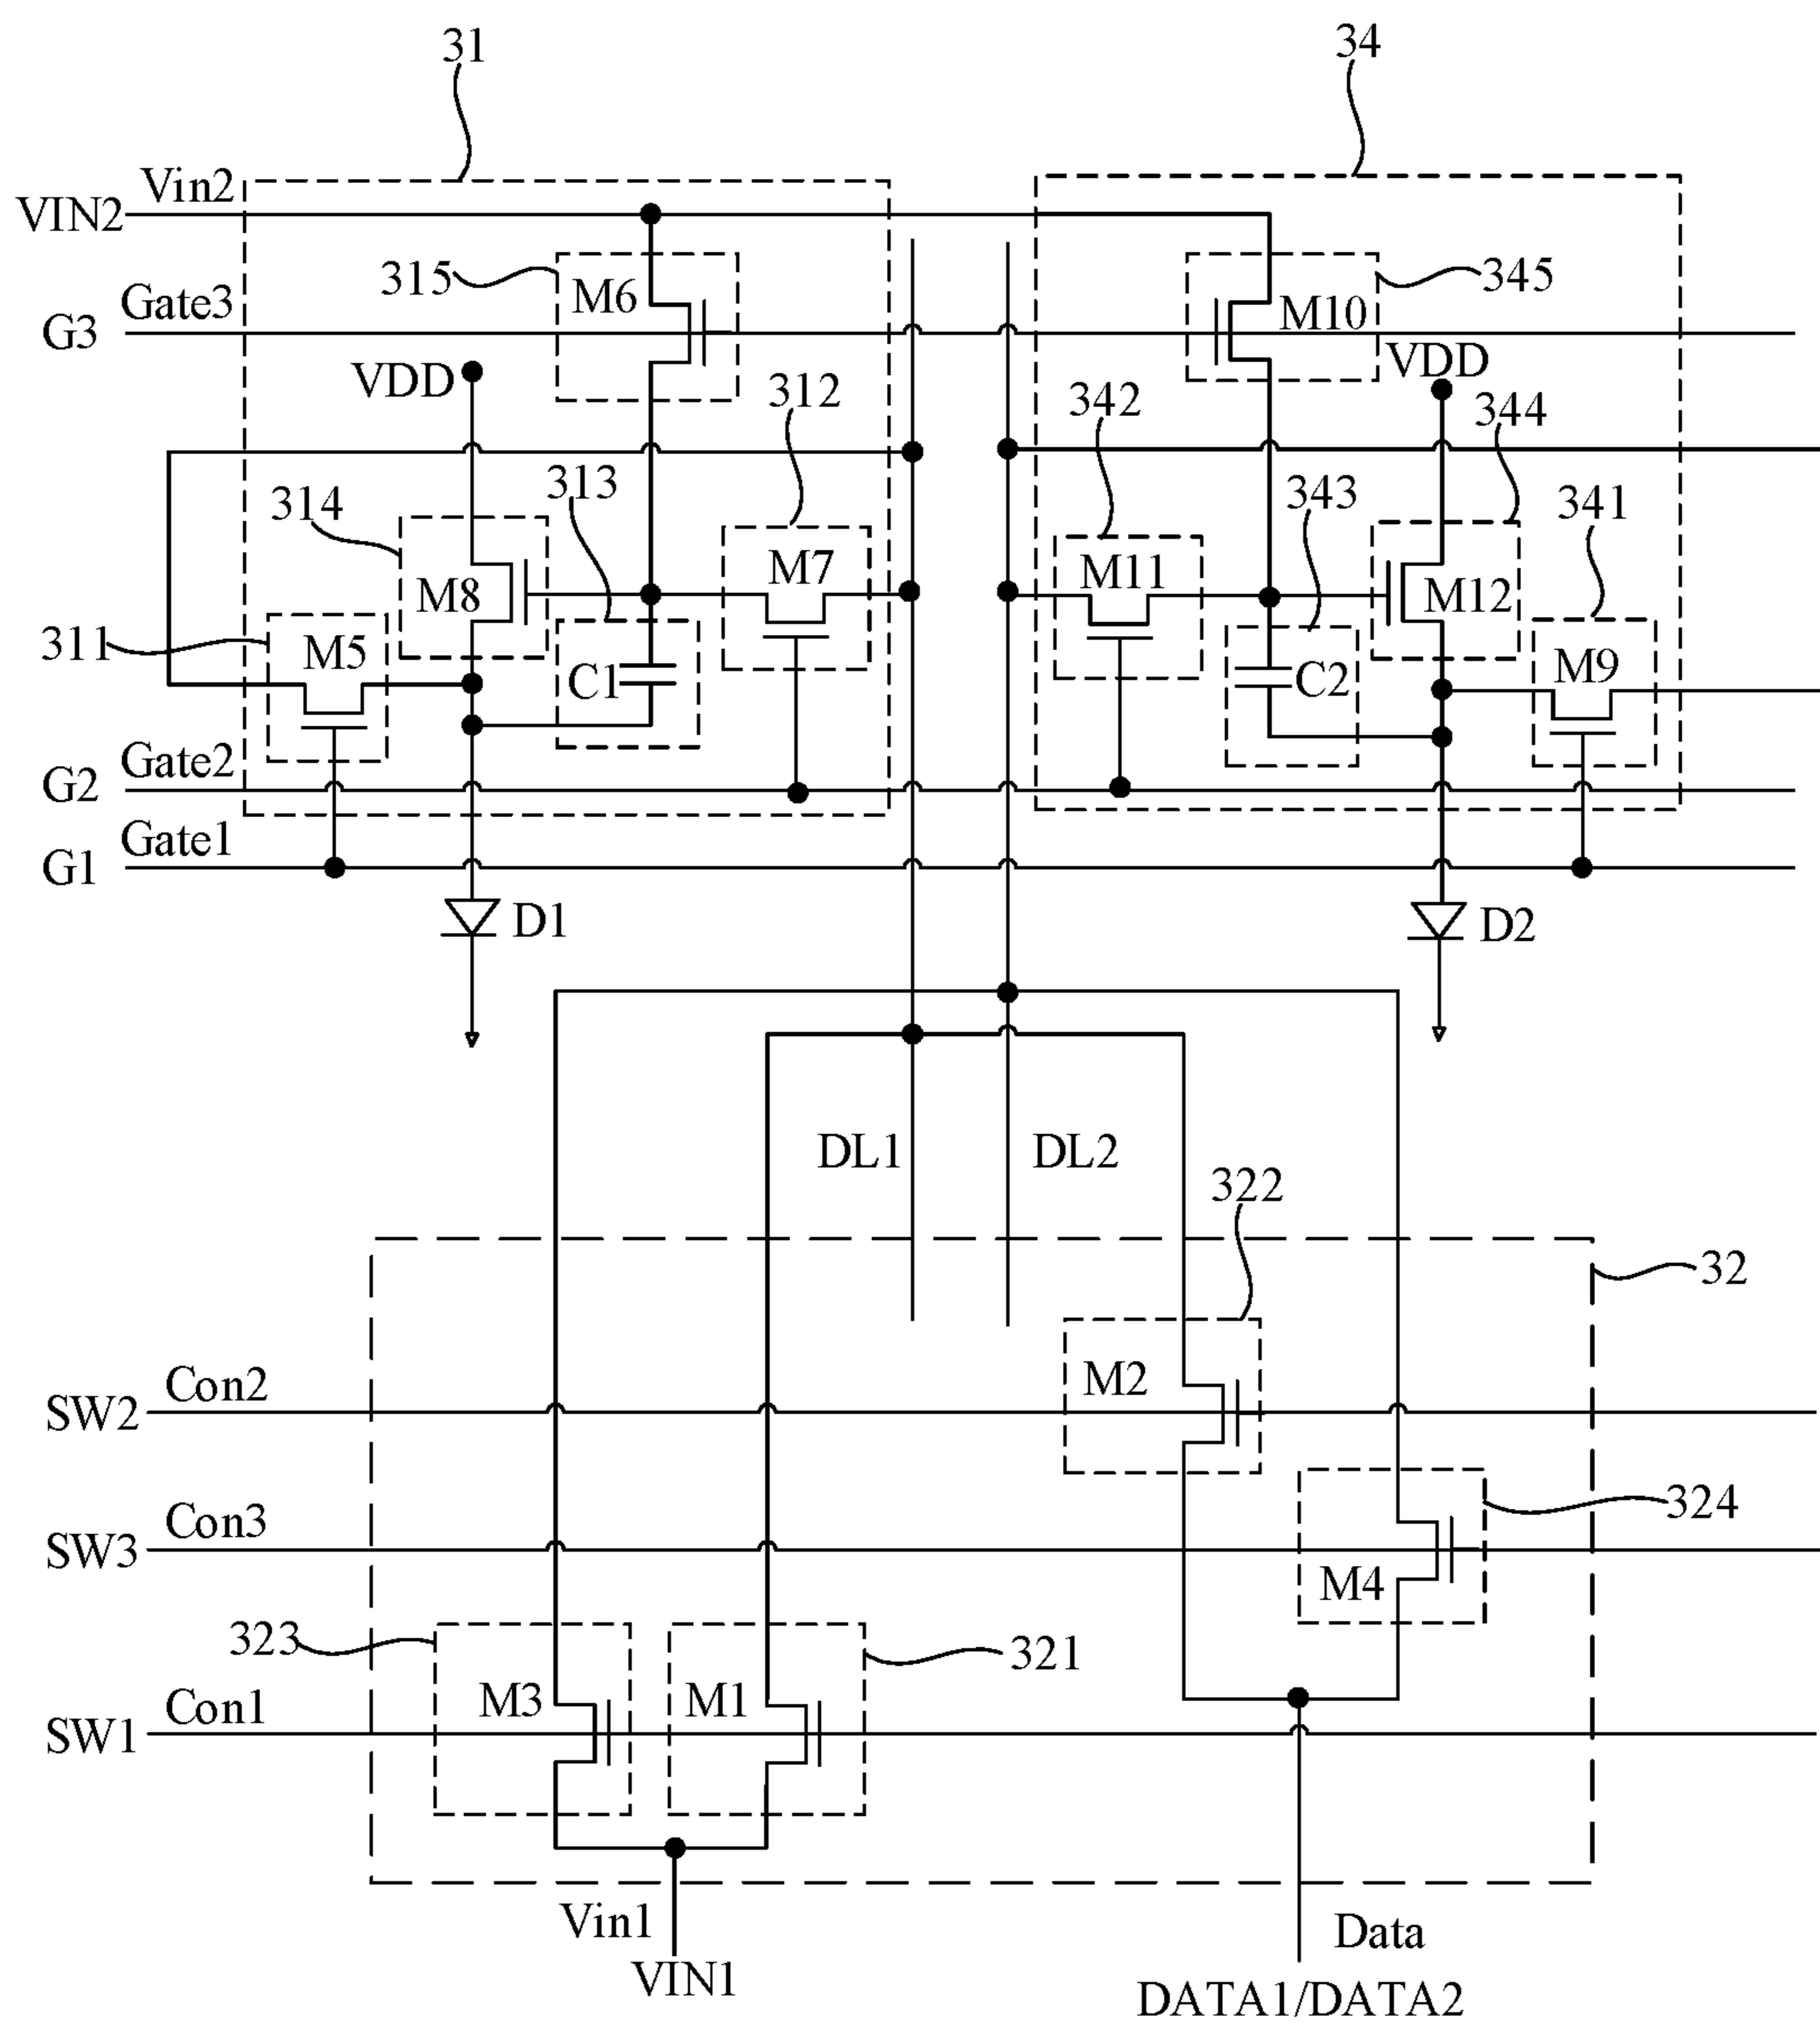 31
34
Vin2
VIN2
315
M6
M10
345
Gate3
G3
VDD
VDD
312
342
344
313
343
314
341
M7
M11
M8
M12
311
M5
M9
C1
C2
Gate2
G2
Gate1
G1
D1
D2
DL1
DL2
322
32
M2
Con2
SW2
324
Con3
SW3
M4
323
321
M3
M1
Con1
SW1
Vin1
Data
VIN1
DATA1/DATA2